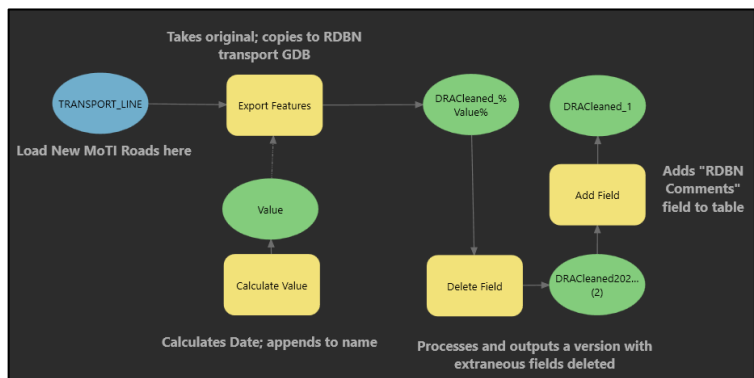 Takes original; copies to RDBN
transport GDB
TRANSPORT_LINE
Export Features
DRACleaned_%
Value%
DRACleaned_1
Load New MoTI Roads here
Value
Add Field
Adds "RDBN
Comments"
field to table
Calculate Value
Delete Field
DRACleaned202...
(2)
Calculates Date; appends to name
Processes and outputs a version with
extraneous fields deleted